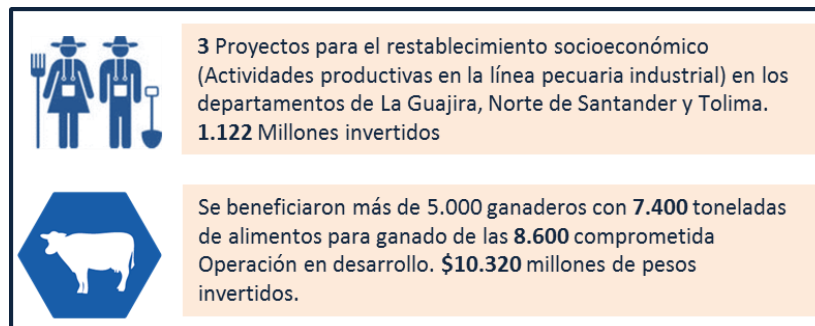 3 Proyectos para el restablecimiento socioeconómico
(Actividades productivas en la línea pecuaria industrial) en los
departamentos de La Guajira, Norte de Santander y Tolima.
1.122 Millones invertidos
Se beneficiaron más de 5.000 ganaderos con 7.400 toneladas
de alimentos para ganado de las 8.600 comprometida
Operación en desarrollo. $10.320 millones de pesos
invertidos.